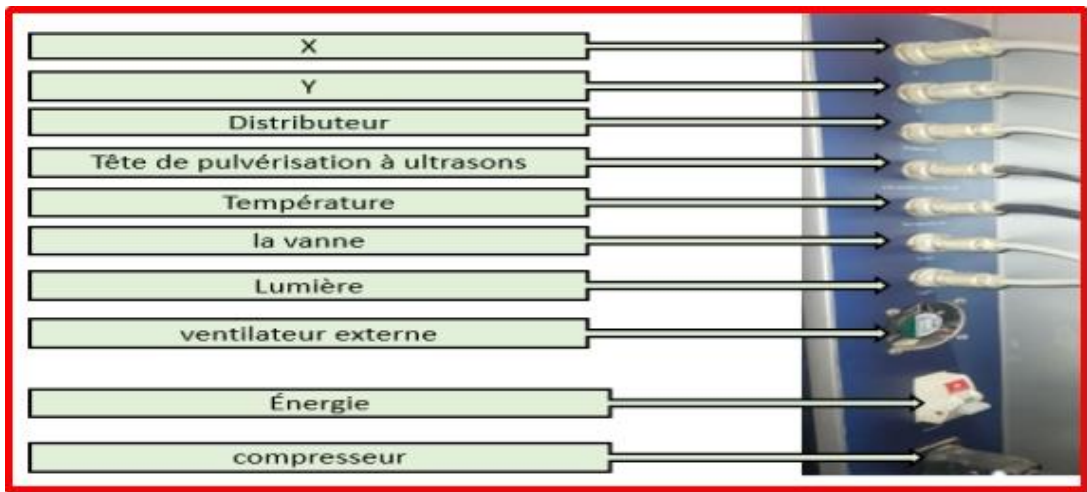 X
Y
Distributeur
Tête de pulvérisation à ultrasons
Température
la vanne
Lumière
ventilateur externe
Énergie
compresseur